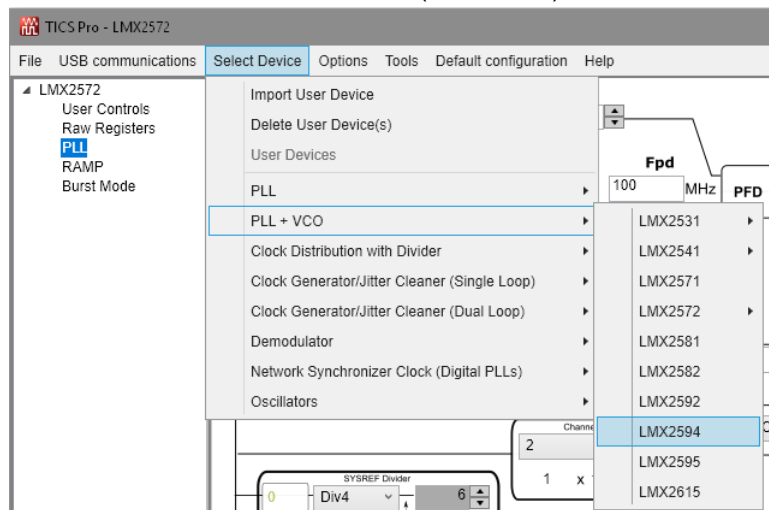 TICS Pro - LMX2572
File USB communications Select Device Options Tools Default configuration Help
LMX2572
User Controls
Raw Registers
PLL
RAMP
Burst Mode
Import User Device
Delete User Device(s)
User Devices
PLL
PLL + VCO
Clock Distribution with Divider
Clock Generator/Jitter Cleaner (Single Loop)
Clock Generator/Jitter Cleaner (Dual Loop)
Demodulator
Network Synchronizer Clock (Digital PLLs)
Oscillators
LMX2531
LMX2541
LMX2571
LMX2572
LMX2581
LMX2582
LMX2592
LMX2594
LMX2595
LMX2615
Fpd
100 MHz PFD
2
1 x
SYSREF Divider
0 Div4 6